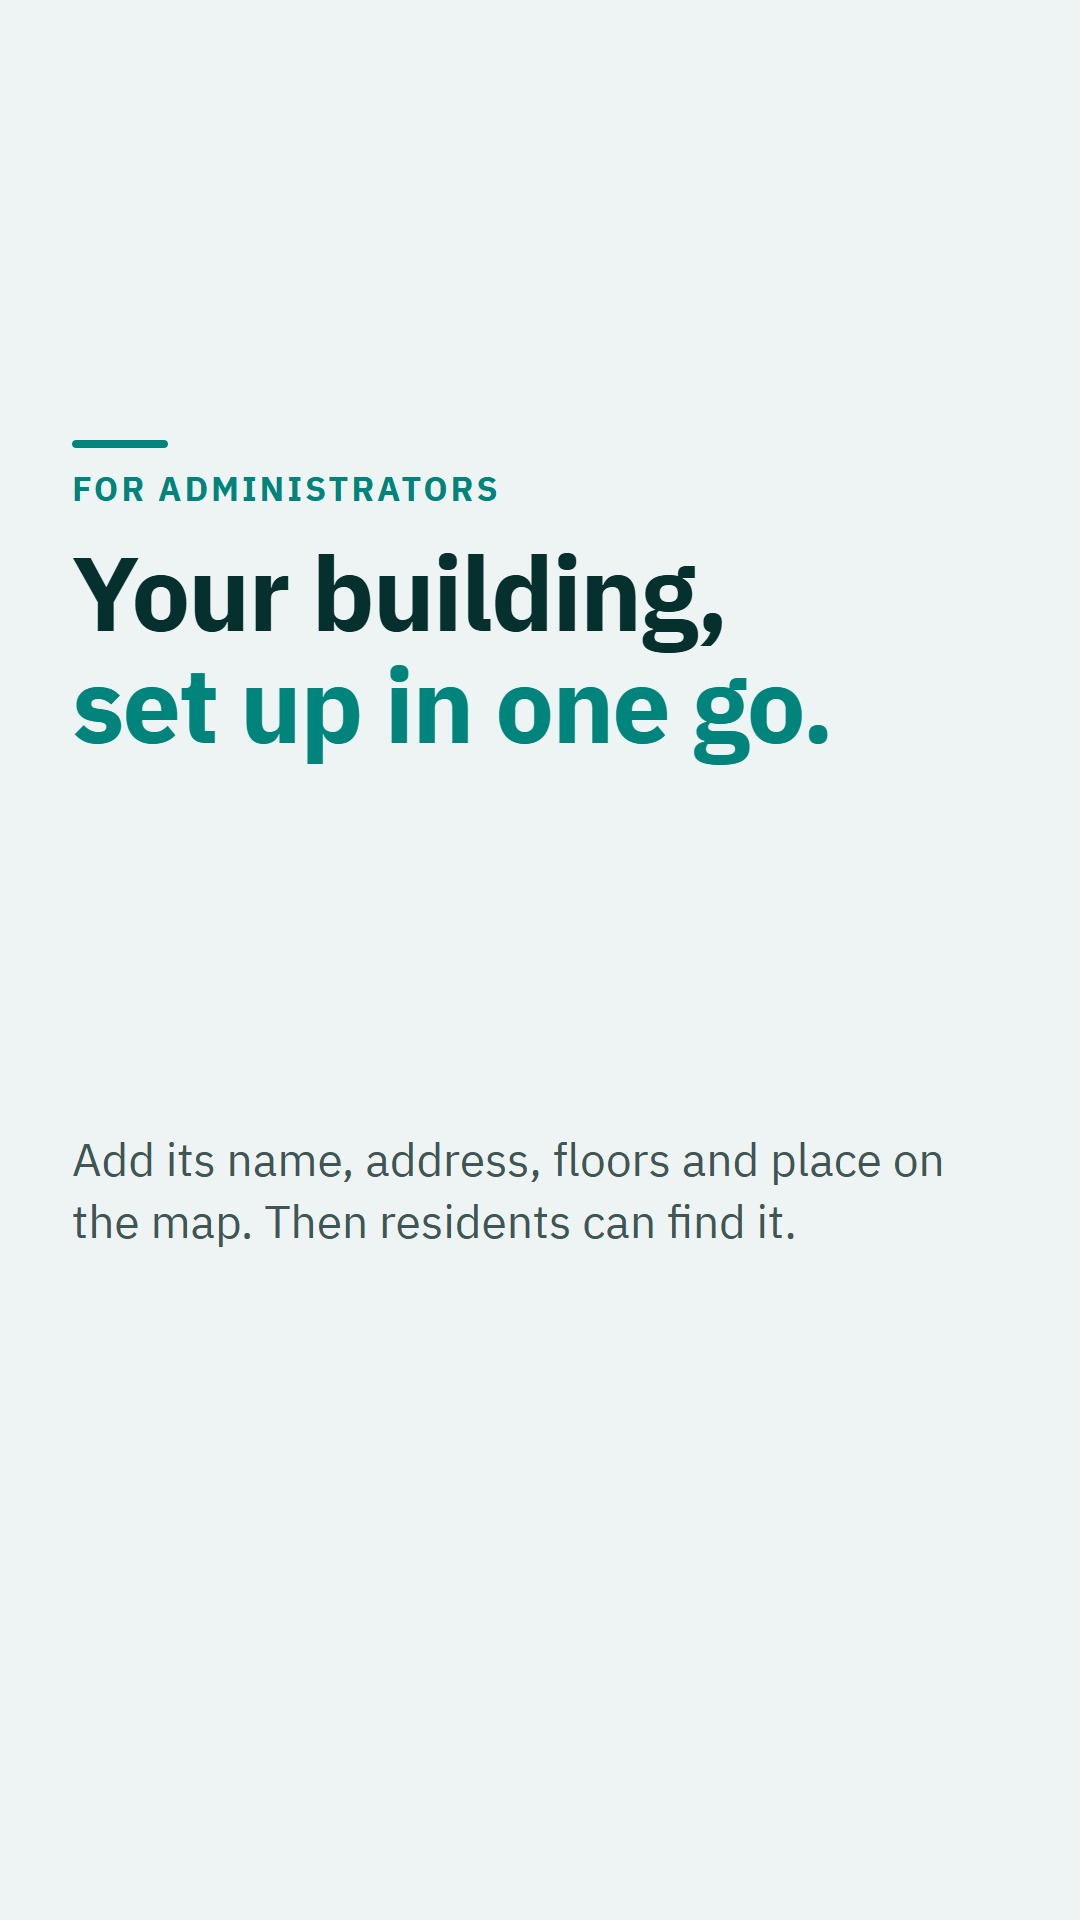 FOR ADMINISTRATORS
Your building,
set up in one go.
Add its name, address, floors and place on
the map. Then residents can find it.